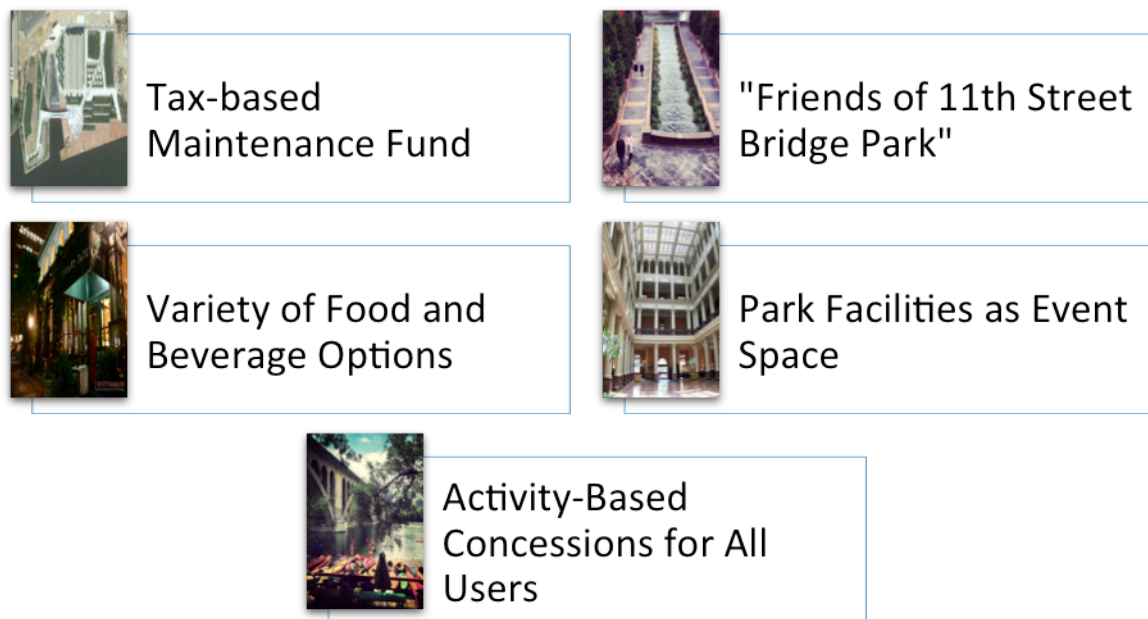 Tax-based
Maintenance Fund
"Friends of 11th Street
Bridge Park"
Variety of Food and
Beverage Options
Park Facilities as Event
Space
Activity-Based
Concessions for All
Users